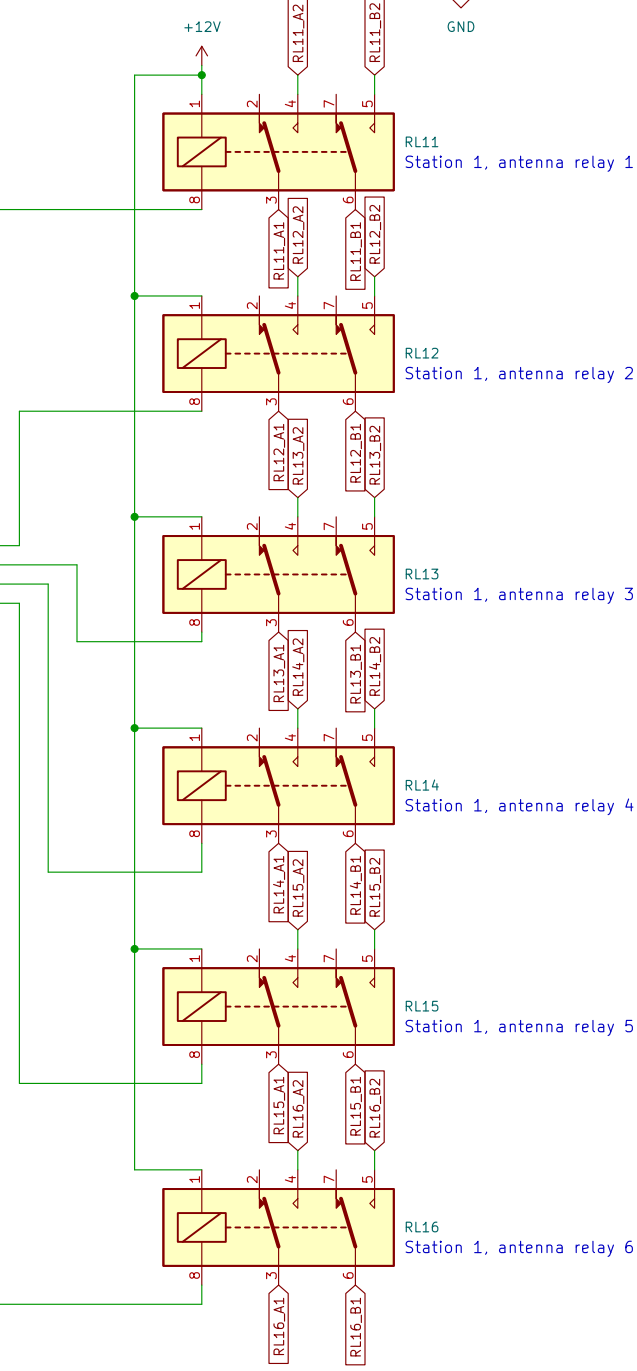 RL11_A2
RL11_B2
+12V
GND
1
2
4
7
5
RL11
Station 1, antenna relay 1
8
3
6
RL11_A1
RL12_A2
RL11_B1
RL12_B2
1
2
4
7
5
RL12
Station 1, antenna relay 2
8
3
6
RL12_A1
RL13_A2
RL12_B1
RL13_B2
1
2
4
7
5
RL13
Station 1, antenna relay 3
8
3
6
RL13_A1
RL14_A2
RL13_B1
RL14_B2
1
2
4
7
5
RL14
Station 1, antenna relay 4
8
3
6
RL14_A1
RL15_A2
RL14_B1
RL15_B2
1
2
4
7
5
RL15
Station 1, antenna relay 5
8
3
6
RL15_A1
RL16_A2
RL15_B1
RL16_B2
1
2
4
7
5
RL16
Station 1, antenna relay 6
8
3
6
RL16_A1
RL16_B1